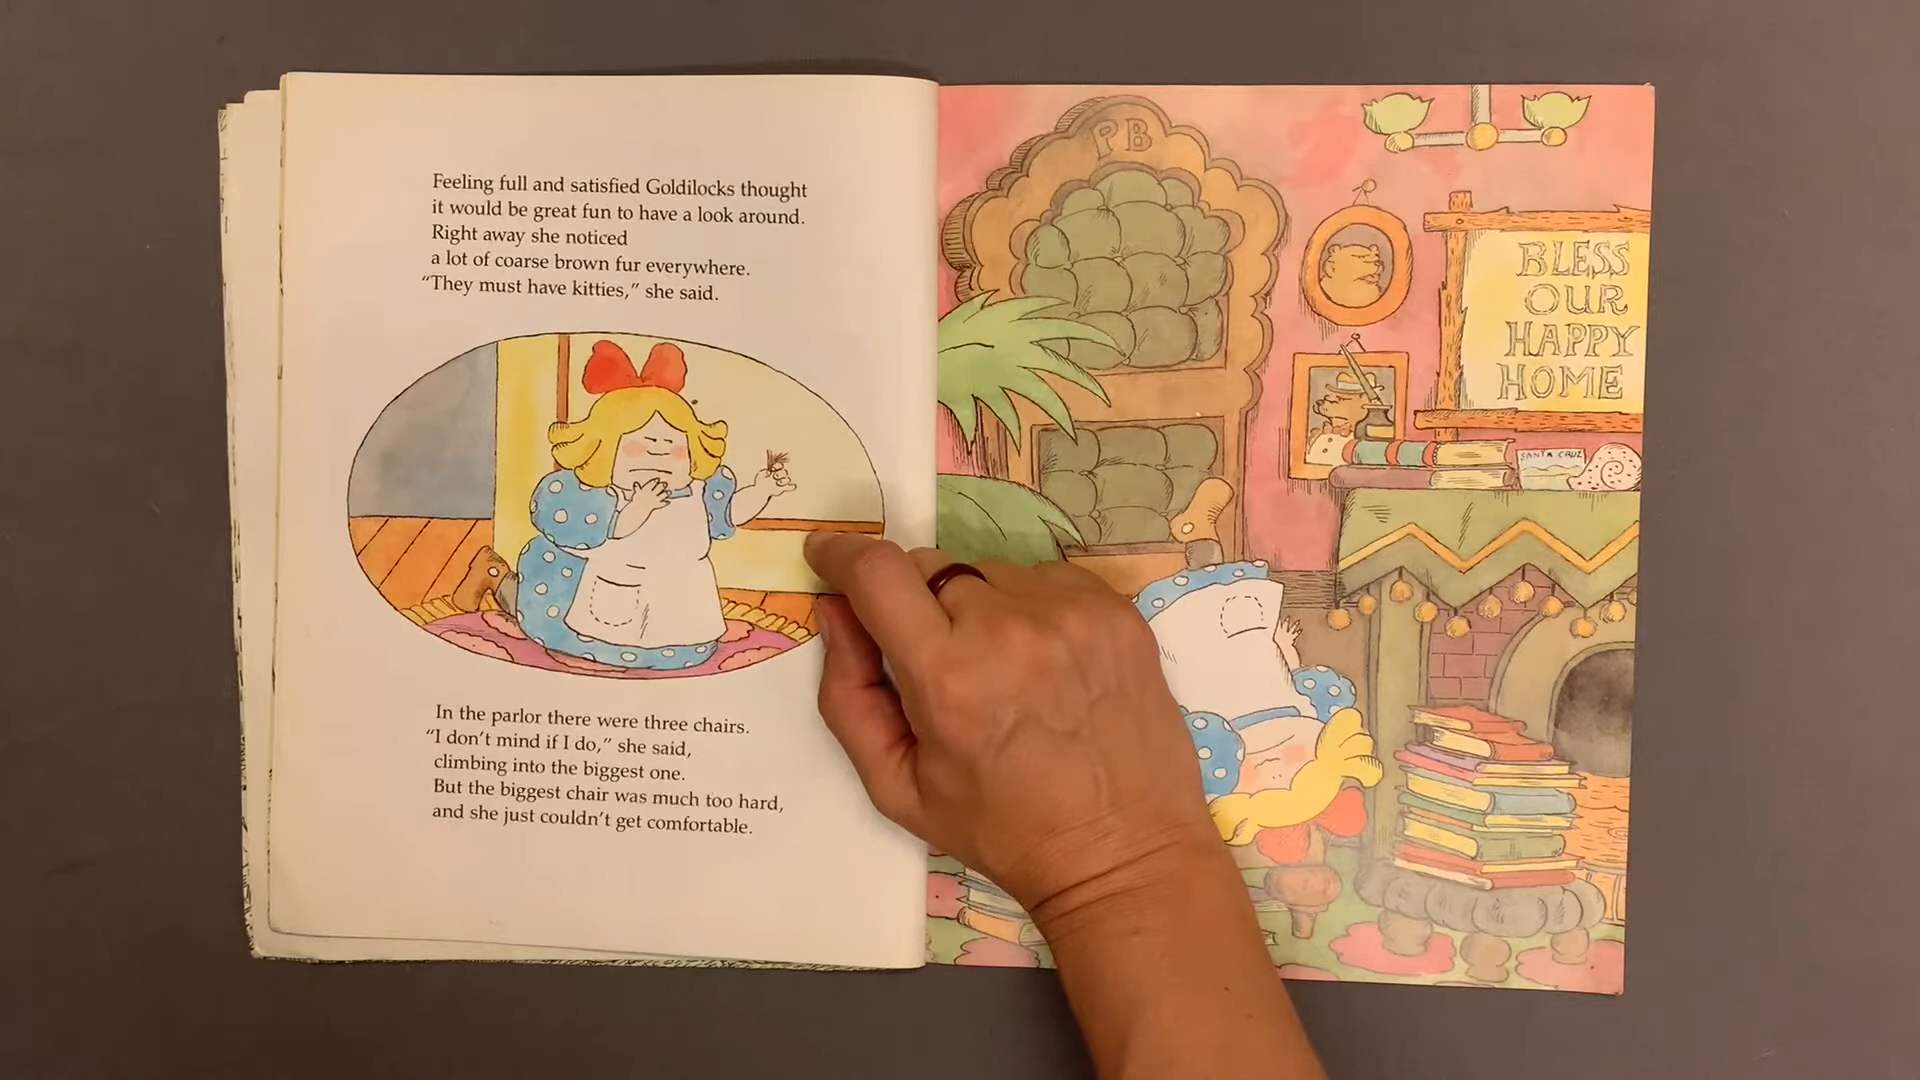 Feeling full and satisfied Goldilocks thought
it would be great fun to have a look around.
Right away she noticed
a lot of coarse brown fur everywhere.
“They must have kitties,” she said.
In the parlor there were three chairs.
“I don’t mind if I do,” she said,
climbing into the biggest one.
But the biggest chair was much too hard,
and she just couldn’t get comfortable.
PB
BLESS
OUR
HAPPY
HOME
SANTA CRUZ